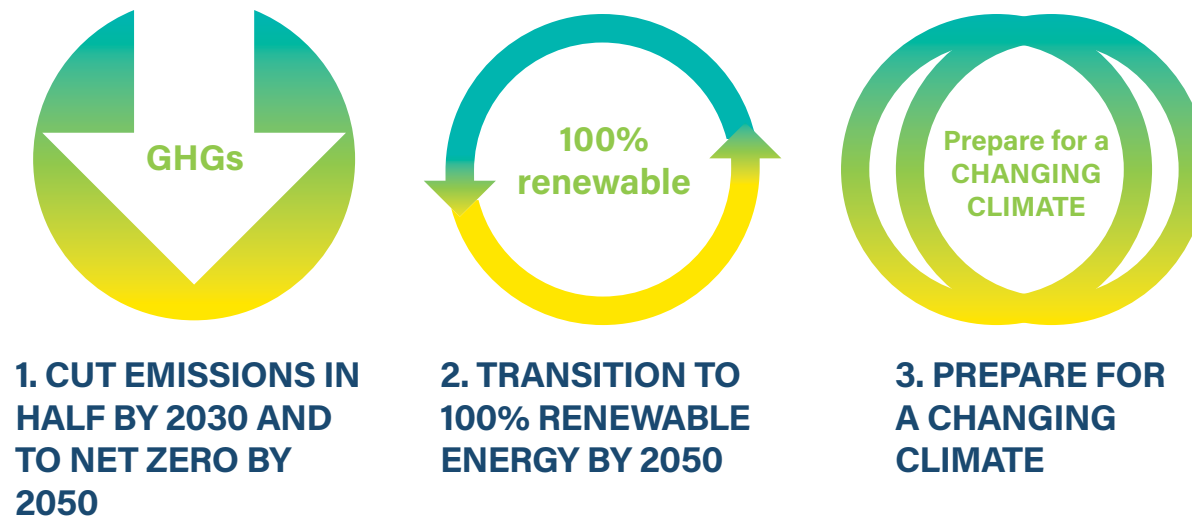 GHGs
100%
renewable
Prepare for a
CHANGING
CLIMATE
1. CUT EMISSIONS IN
HALF BY 2030 AND
TO NET ZERO BY
2050
2. TRANSITION TO
100% RENEWABLE
ENERGY BY 2050
3. PREPARE FOR
A CHANGING
CLIMATE